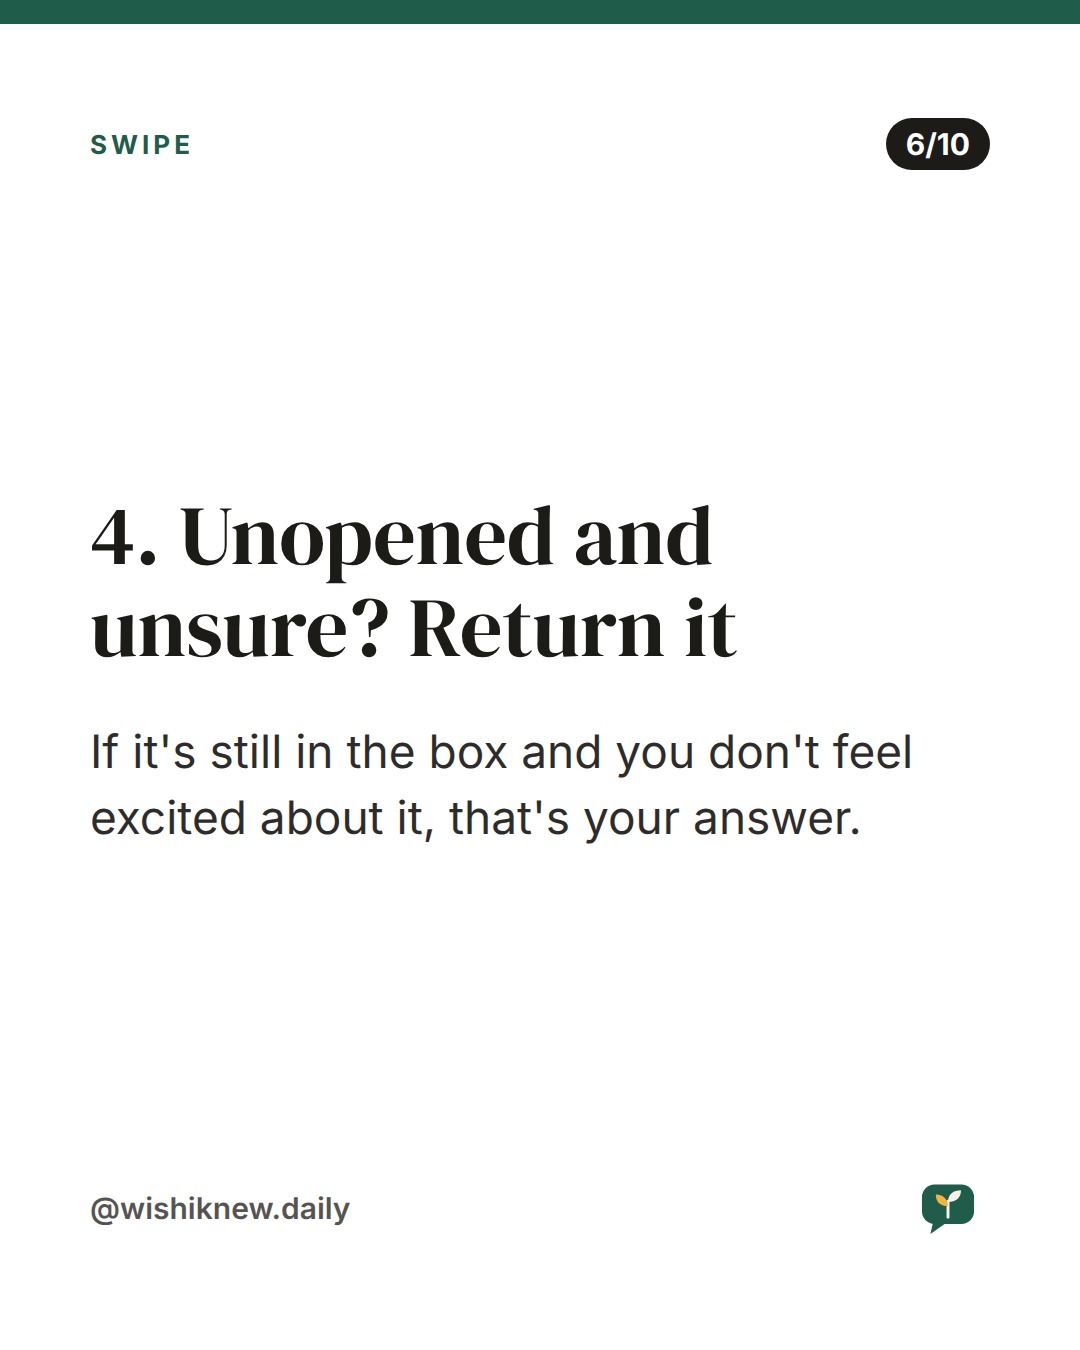 SWIPE
6/10
4. Unopened and
unsure? Return it
If it's still in the box and you don't feel
excited about it, that's your answer.
@wishiknew.daily